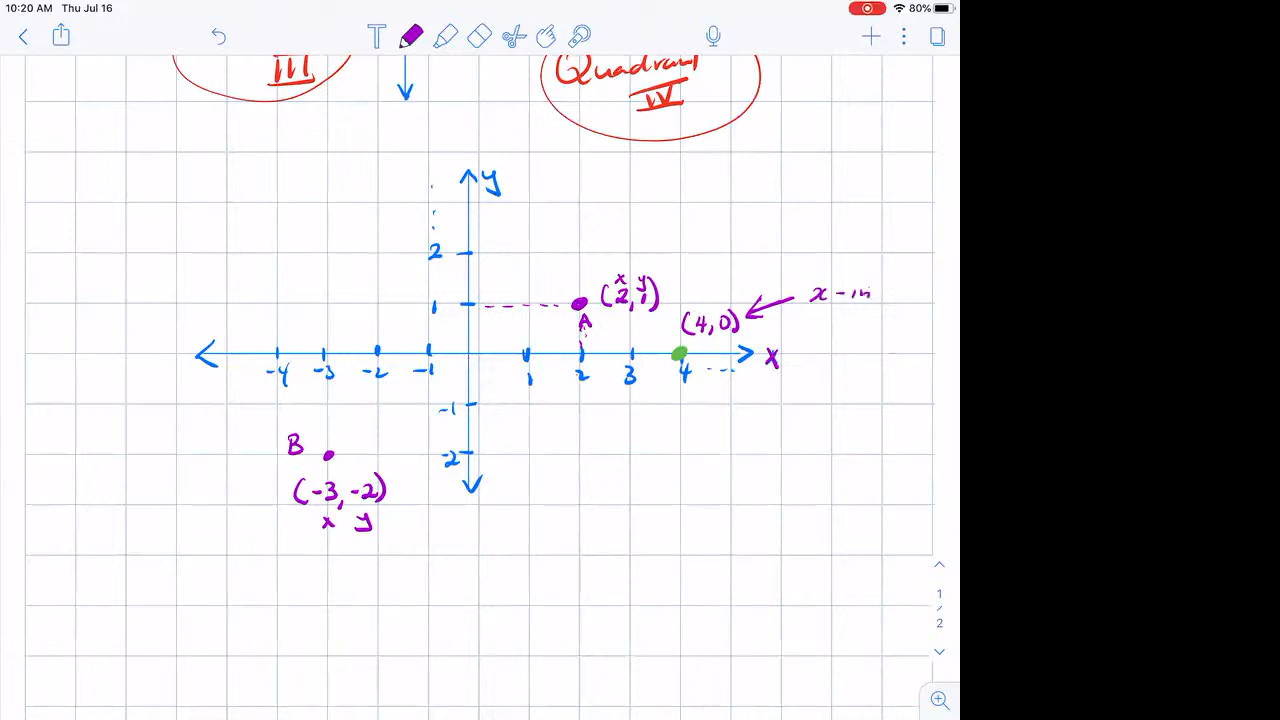 10:20 AM Thu Jul 16
80%
T
III
Quadrant
IV
y
2
1
x y
(2,1)
A
(4,0)
x-in
x
-4 -3 -2 -1 1 2 3 4 ...
-1
-2
B
(-3,-2)
x y
1
/
2